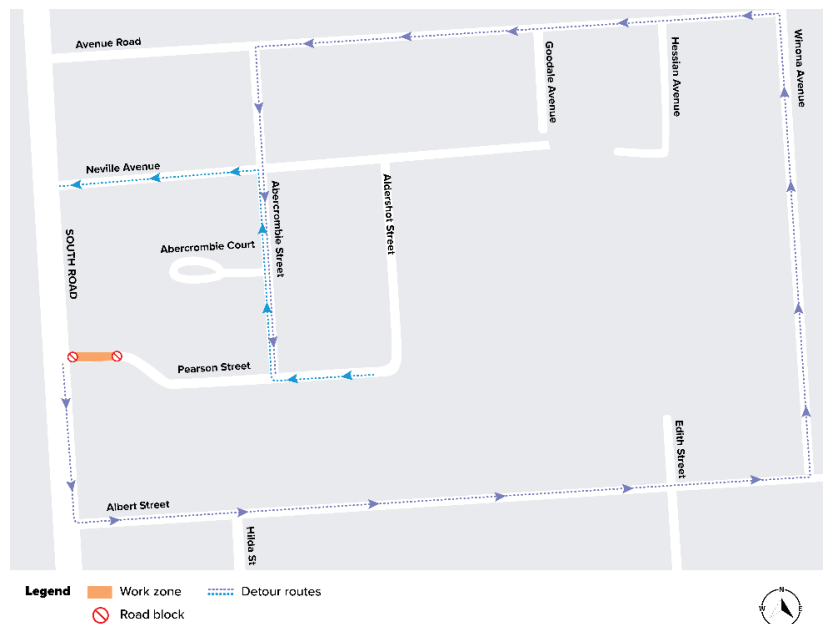 Avenue Road
Goodale Avenue
Hessian Avenue
Winona Avenue
Neville Avenue
Abercrombie Street
Aldershot Street
SOUTH ROAD
Abercrombie Court
Pearson Street
Edith Street
Albert Street
Hilda St
Legend
Work zone
Detour routes
Road block
N
W
E
S